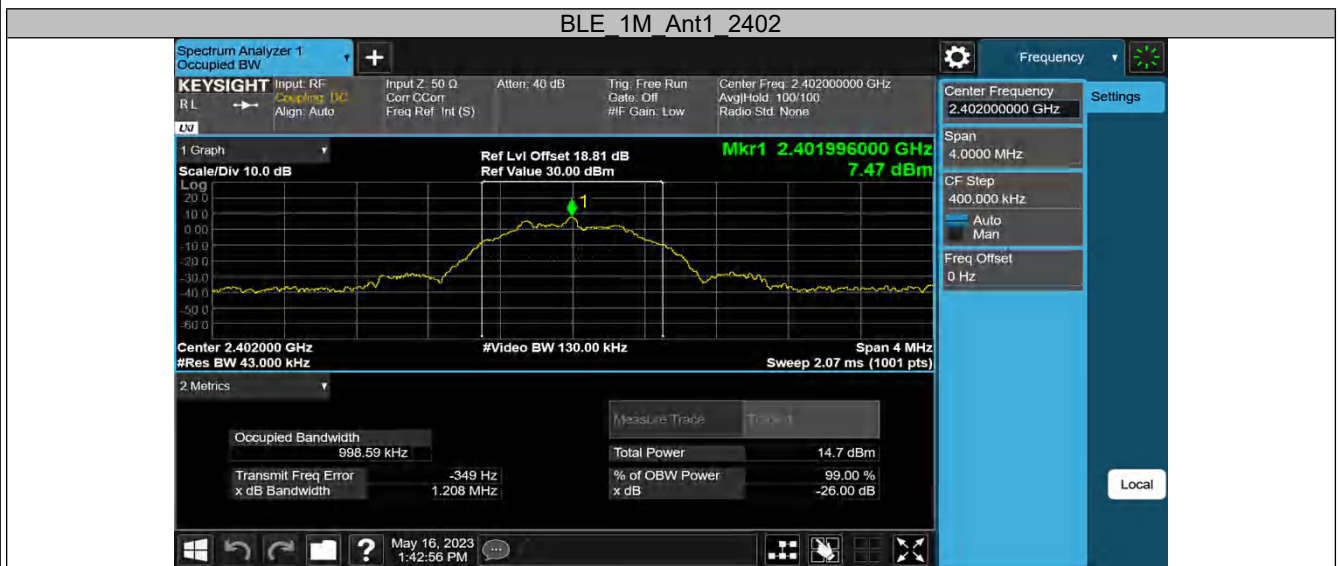 BLE_1M_Ant1_2402
Spectrum Analyzer 1
Occupied BW
Frequency
KEYSIGHT Input: RF Input Z: 50 Ω Atten: 40 dB Trig: Free Run Center Freq: 2.402000000 GHz
RL Coupling: DC Corr CCorr Gate: Off Avg|Hold: 100/100
Align: Auto Freq Ref: Int (S) #IF Gain: Low Radio Std: None
LXI
Center Frequency
2.402000000 GHz
Settings
Span
4.0000 MHz
CF Step
400.000 kHz
Auto
Man
Freq Offset
0 Hz
Local
1 Graph
Ref Lvl Offset 18.81 dB
Mkr1 2.401996000 GHz
Scale/Div 10.0 dB
Ref Value 30.00 dBm
7.47 dBm
Log
20.0
10.0
0.00
-10.0
-20.0
-30.0
-40.0
-50.0
-60.0
1
Center 2.402000 GHz #Video BW 130.00 kHz Span 4 MHz
#Res BW 43.000 kHz Sweep 2.07 ms (1001 pts)
2 Metrics
Measure Trace Trace 1
Occupied Bandwidth
998.59 kHz
Total Power 14.7 dBm
Transmit Freq Error -349 Hz % of OBW Power 99.00 %
x dB Bandwidth 1.208 MHz x dB -26.00 dB
May 16, 2023
1:42:56 PM